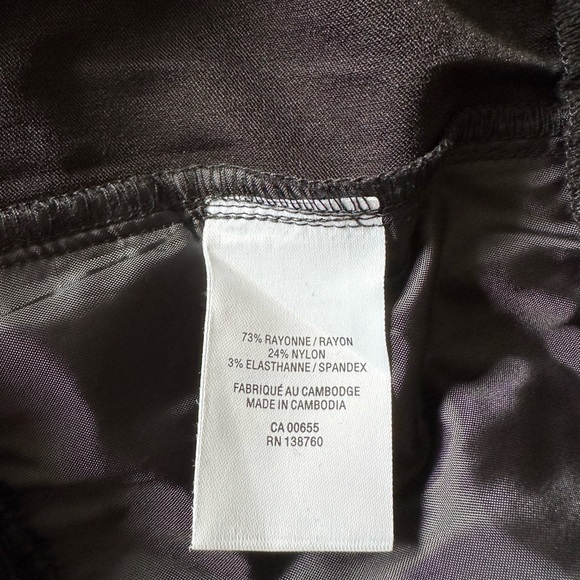 73% RAYONNE / RAYON
24% NYLON
3% ELASTHANNE / SPANDEX
FABRIQUÉ AU CAMBODGE
MADE IN CAMBODIA
CA 00655
RN 138760